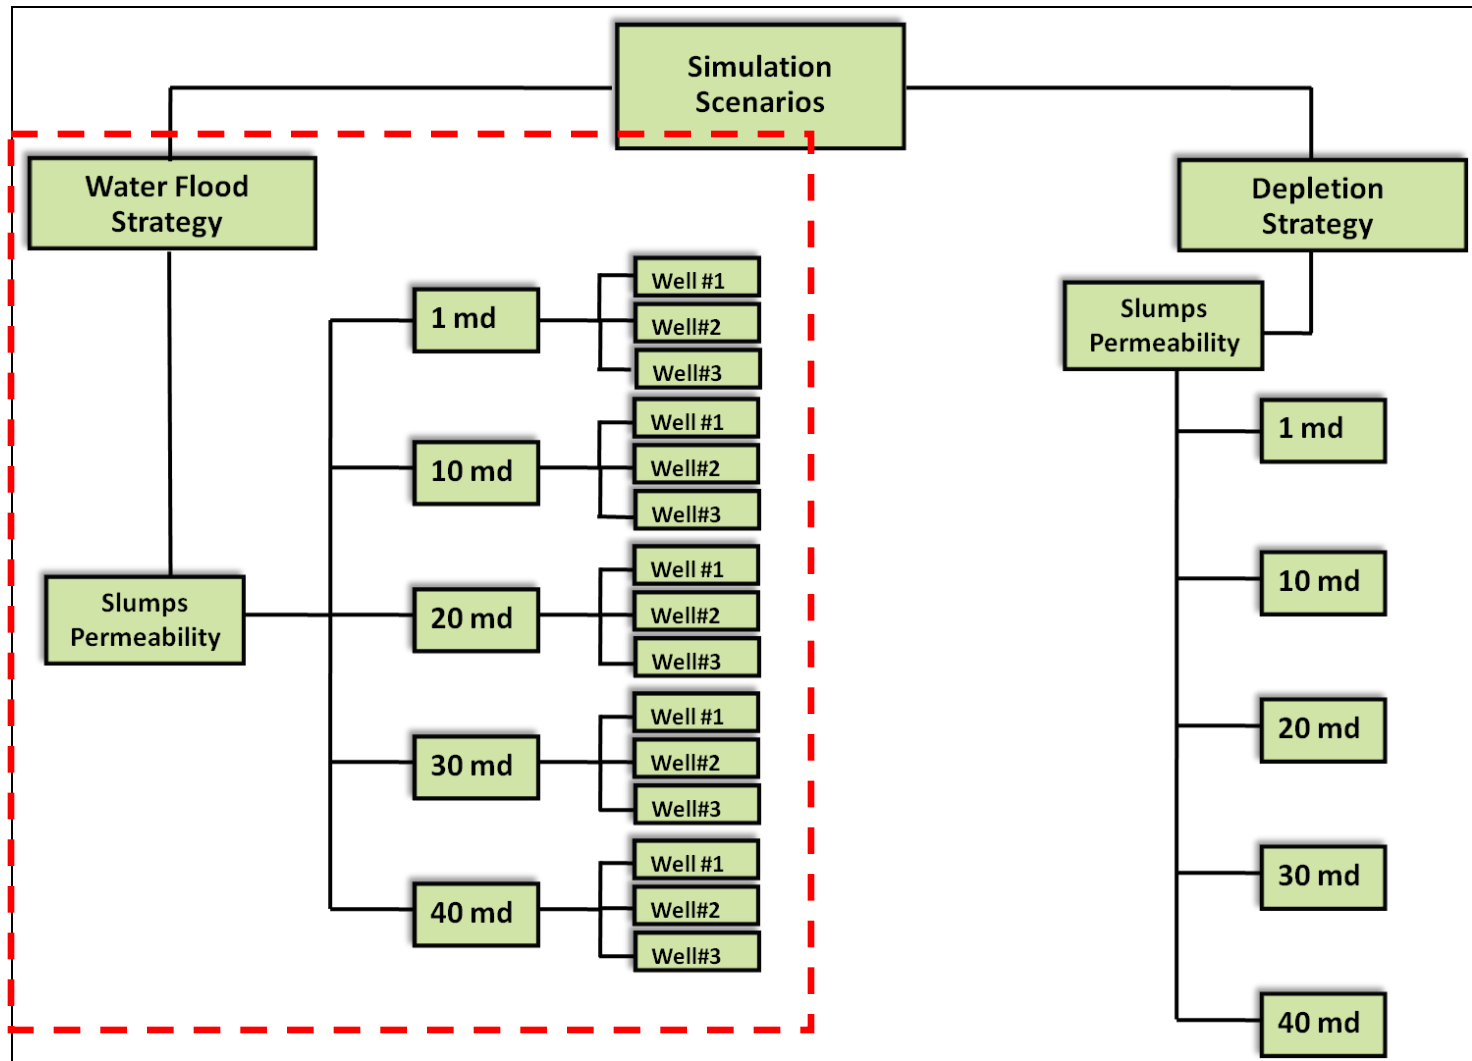 Simulation
Scenarios
Water Flood
Strategy
Slumps
Permeability
1 md
Well #1
Well#2
Well#3
10 md
Well #1
Well#2
Well#3
20 md
Well #1
Well#2
Well#3
30 md
Well #1
Well#2
Well#3
40 md
Well #1
Well#2
Well#3
Depletion
Strategy
Slumps
Permeability
1 md
10 md
20 md
30 md
40 md